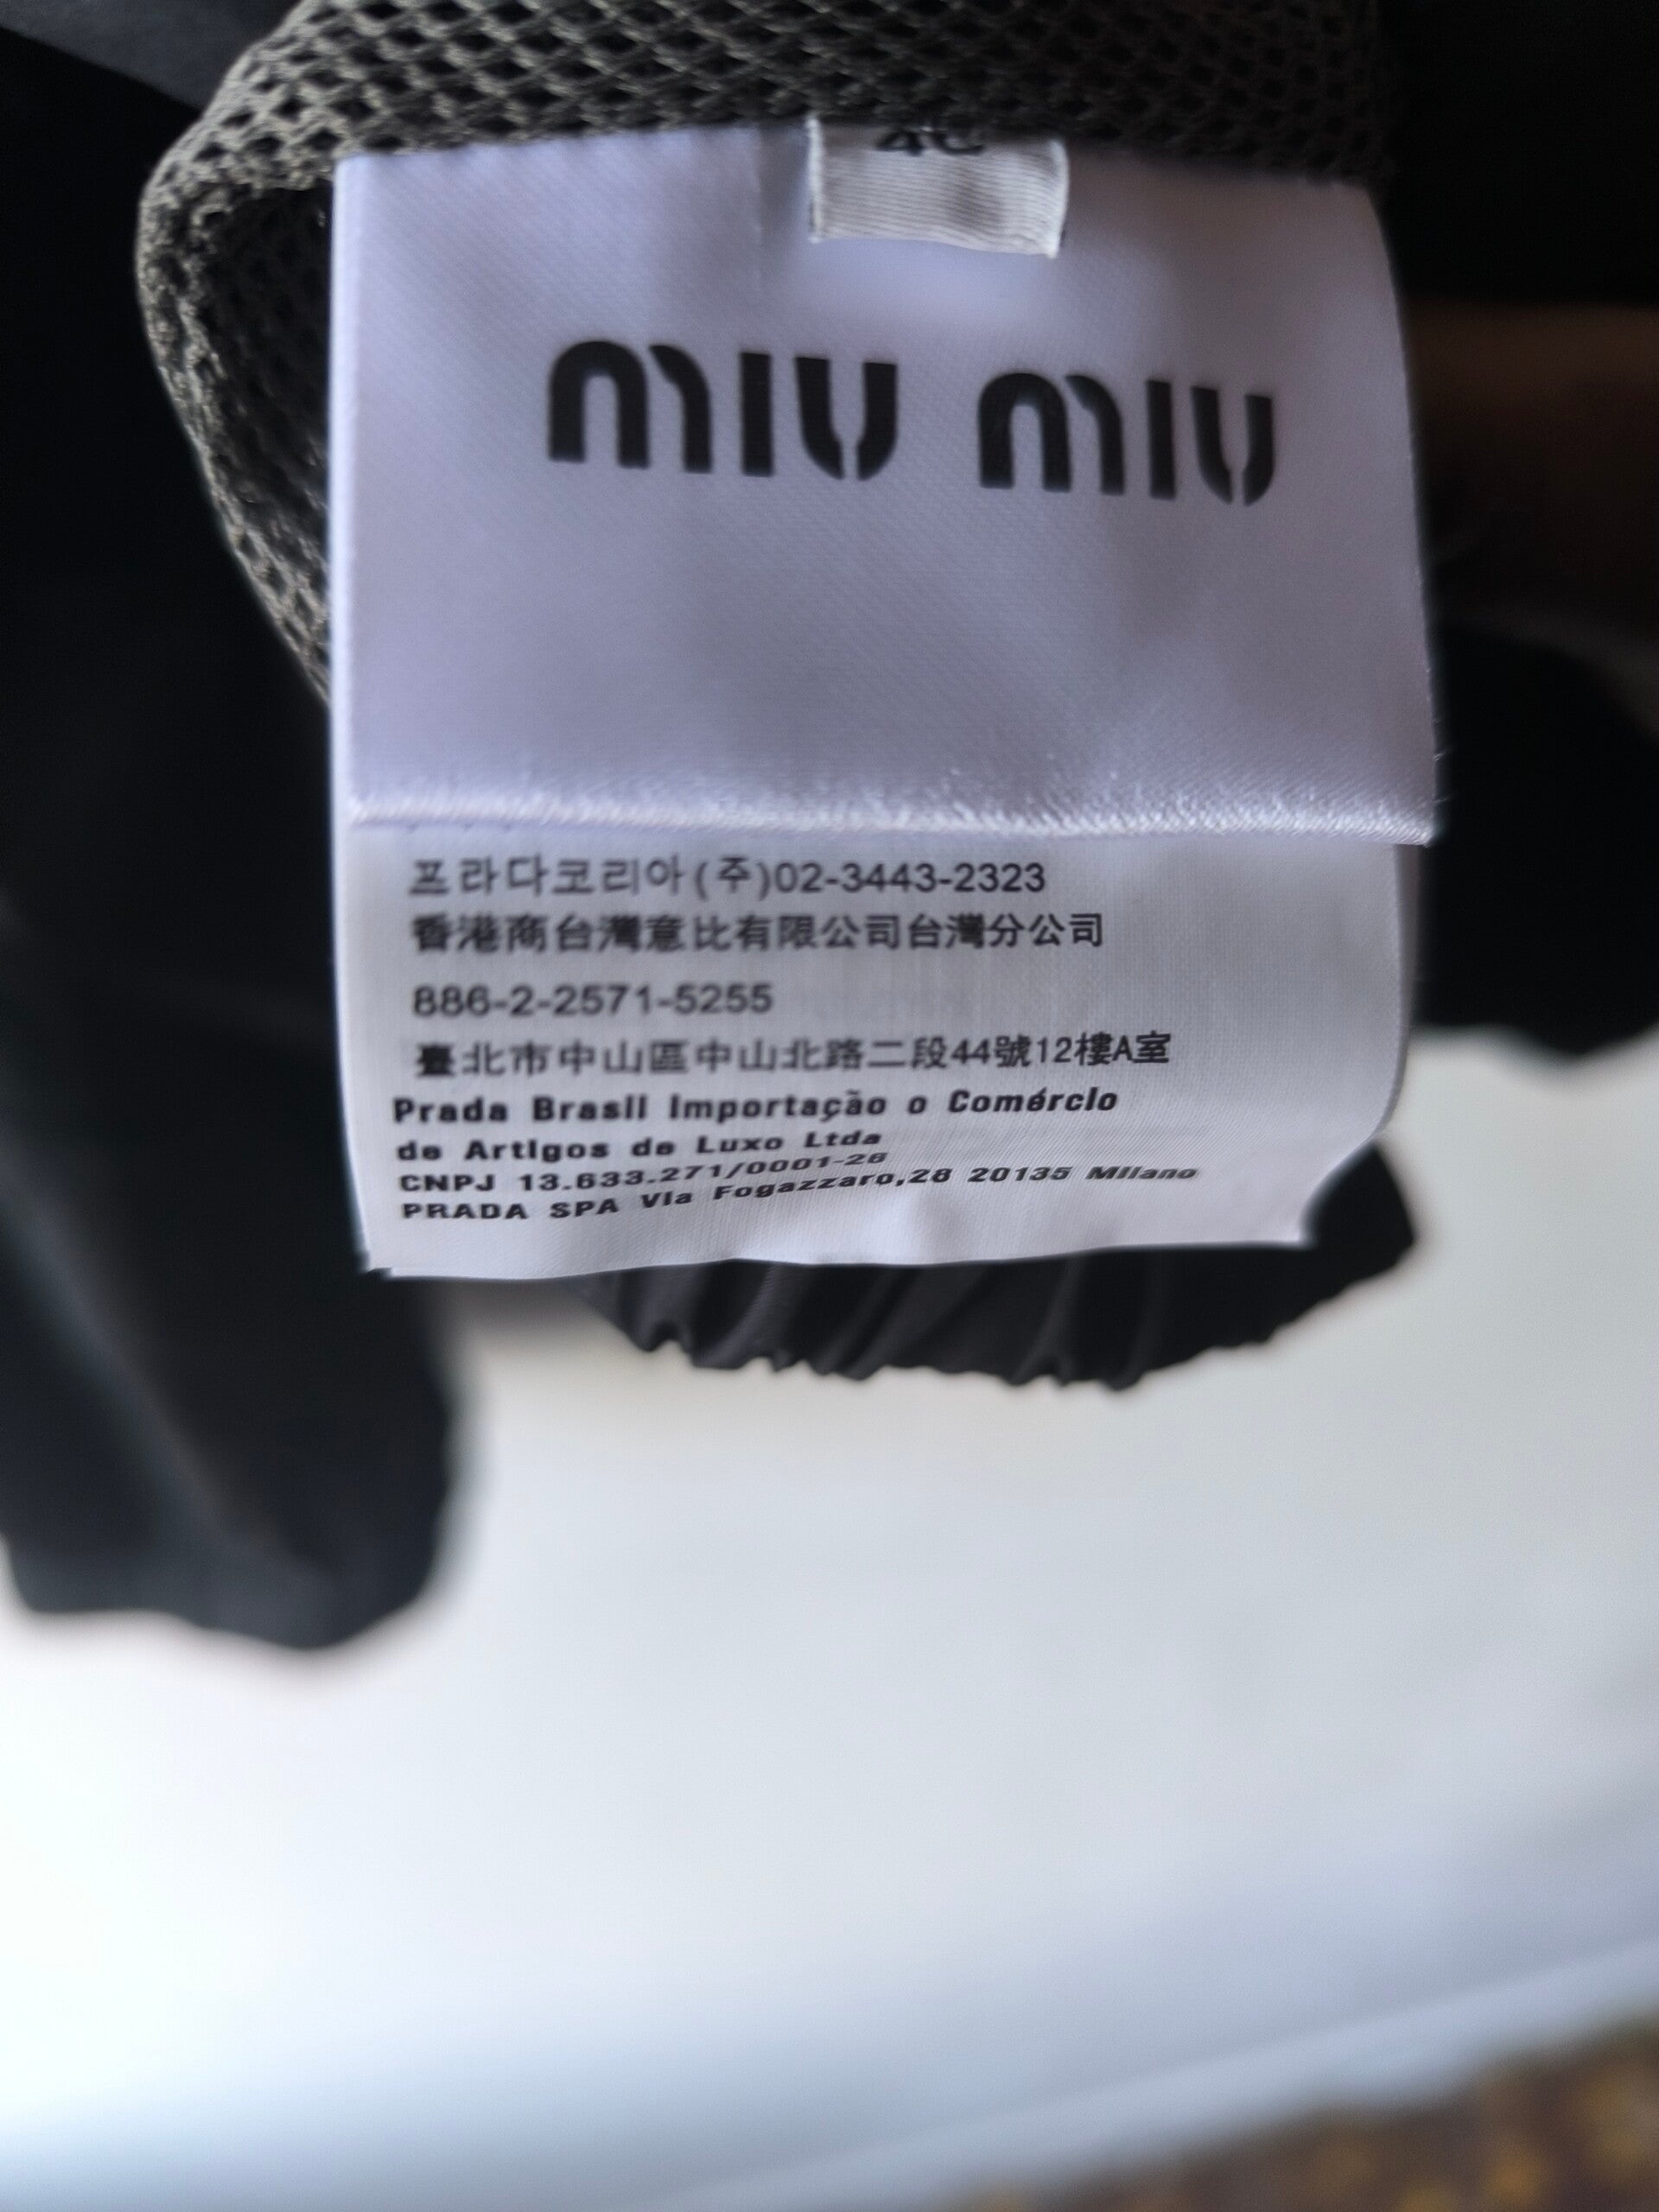 MIU MIU
프라다코리아(주)02-3443-2323
香港商台灣意比有限公司台灣分公司
886-2-2571-5255
臺北市中山區中山北路二段44號12樓A室
Prada Brasil Importação o Comércio
de Artigos de Luxo Ltda
CNPJ 13.633.271/0001-26
PRADA SPA Via Fogazzaro,28 20135 Milano